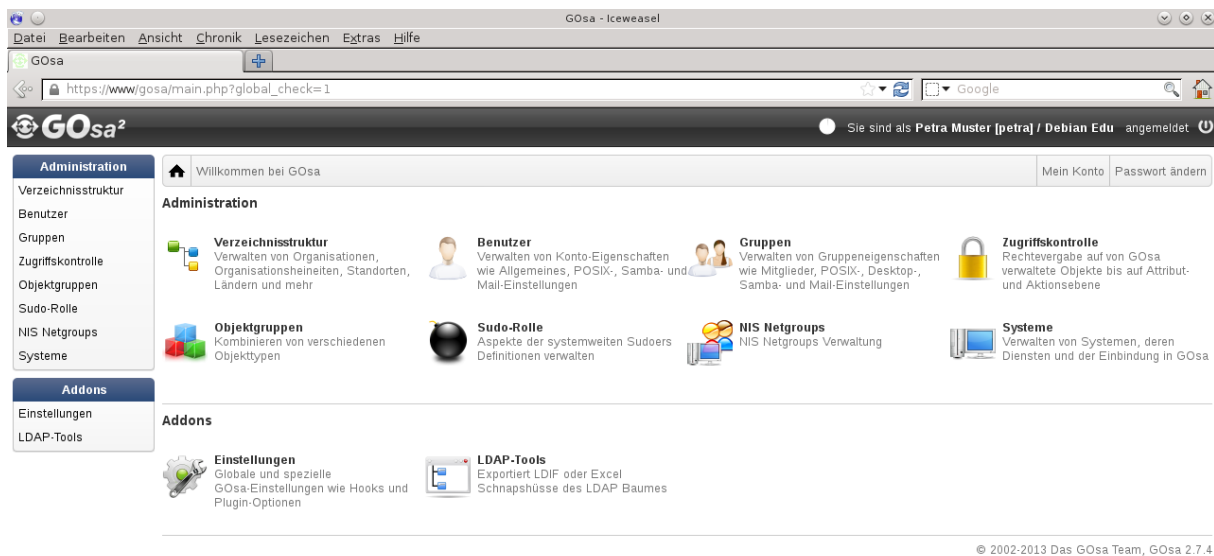 GOsa - Iceweasel
Datei Bearbeiten Ansicht Chronik Lesezeichen Extras Hilfe
GOsa
https://www/gosa/main.php?global_check=1
Google
GOsa²
Sie sind als Petra Muster [petra] / Debian Edu angemeldet
Administration
Verzeichnisstruktur
Benutzer
Gruppen
Zugriffskontrolle
Objektgruppen
Sudo-Rolle
NIS Netgroups
Systeme
Addons
Einstellungen
LDAP-Tools
Willkommen bei GOsa
Mein Konto
Passwort ändern
Administration
Verzeichnisstruktur
Verwalten von Organisationen,
Organisationsheineiten, Standorten,
Ländern und mehr
Benutzer
Verwalten von Konto-Eigenschaften
wie Allgemeines, POSIX-, Samba- und
Mail-Einstellungen
Gruppen
Verwalten von Gruppeneigenschaften
wie Mitglieder, POSIX-, Desktop-,
Samba- und Mail-Einstellungen
Zugriffskontrolle
Rechtevergabe auf von GOsa
verwaltete Objekte bis auf Attribut-
und Aktionsebene
Objektgruppen
Kombinieren von verschiedenen
Objekttypen
Sudo-Rolle
Aspekte der systemweiten Sudoers
Definitionen verwalten
NIS Netgroups
NIS Netgroups Verwaltung
Systeme
Verwalten von Systemen, deren
Diensten und der Einbindung in GOsa
Addons
Einstellungen
Globale und spezielle
GOsa-Einstellungen wie Hooks und
Plugin-Optionen
LDAP-Tools
Exportiert LDIF oder Excel
Schnapshüsse des LDAP Baumes
© 2002-2013 Das GOsa Team, GOsa 2.7.4